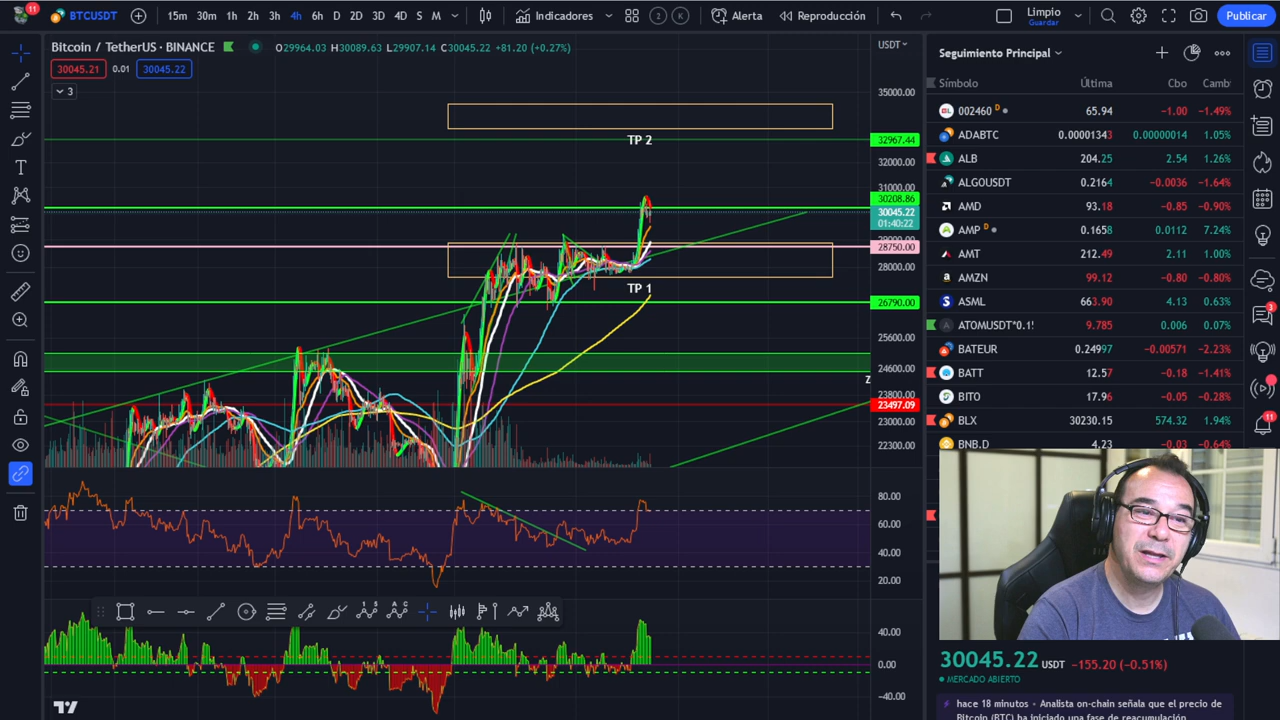 11
BTCUSDT
15m 30m 1h 2h 3h 4h 6h D 2D 3D 4D S M
Indicadores
2 K
Alerta
Reproducción
Limpio
Guardar
Publicar
Bitcoin / TetherUS · BINANCE
O29964.03 H30089.63 L29907.14 C30045.22 +81.20 (+0.27%)
30045.21 0.01 30045.22
3
USDT
35000.00
TP 2
32967.44
32000.00
31000.00
30208.86
30045.22
01:40:22
28750.00
28000.00
TP 1
26790.00
25600.00
24600.00
Z
23800.00
23497.09
23000.00
22300.00
80.00
60.00
40.00
20.00
40.00
0.00
−40.00
Seguimiento Principal
Símbolo Última Cbo Camb
002460 D 65.94 −1.00 −1.49%
ADABTC 0.00001343 0.00000014 1.05%
ALB 204.25 2.54 1.26%
ALGOUSDT 0.2164 −0.0036 −1.64%
AMD 93.18 −0.85 −0.90%
AMP D 0.1658 0.0112 7.24%
AMT 212.49 2.11 1.00%
AMZN 99.12 −0.80 −0.80%
ASML 663.90 4.13 0.63%
ATOMUSDT*0.1! 9.785 0.006 0.07%
BATEUR 0.24997 −0.00571 −2.23%
BATT 12.57 −0.18 −1.41%
BITO 17.96 −0.05 −0.28%
BLX 30230.15 574.32 1.94%
BNB.D 4.23 −0.03 −0.64%
3
11
30045.22 USDT −155.20 (−0.51%)
MERCADO ABIERTO
hace 18 minutos · Analista on-chain señala que el precio de
Bitcoin (BTC) ha iniciado una fase de reacumulación